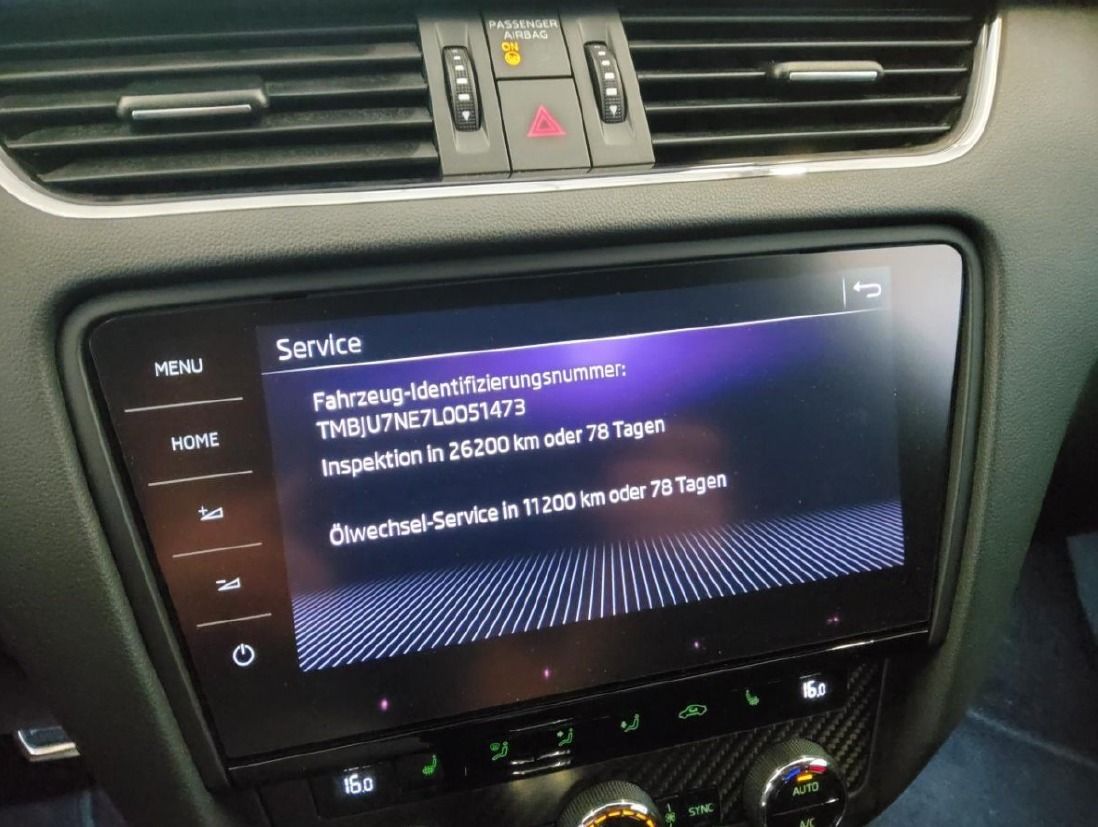 PASSENGER
AIRBAG
ON
Service
MENU
Fahrzeug-Identifizierungsnummer:
TMBJU7NE7L0051473
HOME
Inspektion in 26200 km oder 78 Tagen
Ölwechsel-Service in 11200 km oder 78 Tagen
16.0
16.0
SYNC
AUTO
A/C